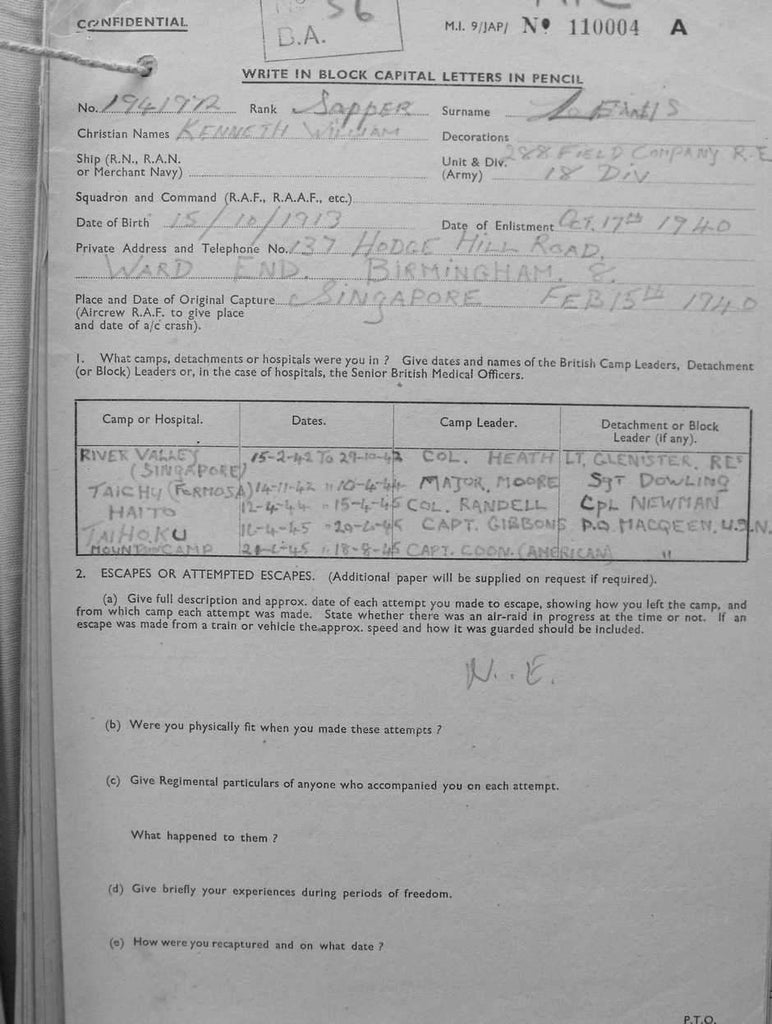 56
B.A.
CONFIDENTIAL
M.I. 9/JAP/ No 110004 A
WRITE IN BLOCK CAPITAL LETTERS IN PENCIL
No. 1941972 Rank SAPPER Surname
Christian Names KENNETH WILLIAM Decorations
Ship (R.N., R.A.N. or Merchant Navy) Unit & Div. (Army) 288 FIELD COMPANY R.E
18 DIV
Squadron and Command (R.A.F., R.A.A.F., etc.)
Date of Birth 15/10/1913 Date of Enlistment OCT. 17TH 1940
Private Address and Telephone No. 137 HODGE HILL ROAD,
WARD END. BIRMINGHAM. 8.
Place and Date of Original Capture SINGAPORE FEB 15TH 1940
(Aircrew R.A.F. to give place
and date of a/c crash).
1. What camps, detachments or hospitals were you in ? Give dates and names of the British Camp Leaders, Detachment
(or Block) Leaders or, in the case of hospitals, the Senior British Medical Officers.
Camp or Hospital. Dates. Camp Leader. Detachment or Block Leader (if any).
RIVER VALLEY 15-2-42 TO 29-10-42 COL. HEATH LT. GLENISTER. RES
(SINGAPORE)
TAICHU (FORMOSA) 14-11-42 " 10-4-44 MAJOR. MOORE SGT DOWLING
HAITO 12-4-44 " 15-4-45 COL. RANDELL CPL NEWMAN
TAIHOKU 16-4-45 " 20-6-45 CAPT. GIBBONS P.O. MACQEEN. U.S.N.
MOUNT CAMP 21-6-45 " 18-8-45 CAPT. COON. (AMERICAN) "
2. ESCAPES OR ATTEMPTED ESCAPES. (Additional paper will be supplied on request if required).
(a) Give full description and approx. date of each attempt you made to escape, showing how you left the camp, and
from which camp each attempt was made. State whether there was an air-raid in progress at the time or not. If an
escape was made from a train or vehicle the approx. speed and how it was guarded should be included.
N. E.
(b) Were you physically fit when you made these attempts ?
(c) Give Regimental particulars of anyone who accompanied you on each attempt.
What happened to them ?
(d) Give briefly your experiences during periods of freedom.
(e) How were you recaptured and on what date ?
P.T.O.